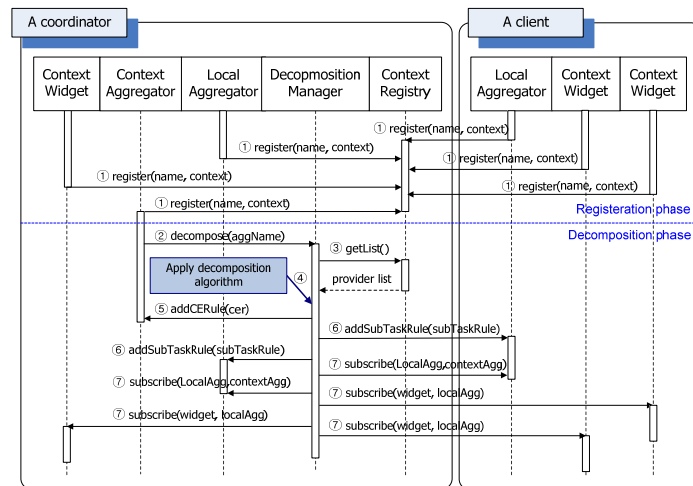 A coordinator
A client
Context Widget
Context Aggregator
Local Aggregator
Decopmosition Manager
Context Registry
Local Aggregator
Context Widget
Context Widget
① register(name, context)
① register(name, context)
① register(name, context)
① register(name, context)
① register(name, context)
① register(name, context)
Registeration phase
Decomposition phase
② decompose(aggName)
③ getList()
Apply decomposition algorithm
④
provider list
⑤ addCERule(cer)
⑥ addSubTaskRule(subTaskRule)
⑥ addSubTaskRule(subTaskRule)
⑦ subscribe(LocalAgg,contextAgg)
⑦ subscribe(LocalAgg,contextAgg)
⑦ subscribe(widget, localAgg)
⑦ subscribe(widget, localAgg)
⑦ subscribe(widget, localAgg)